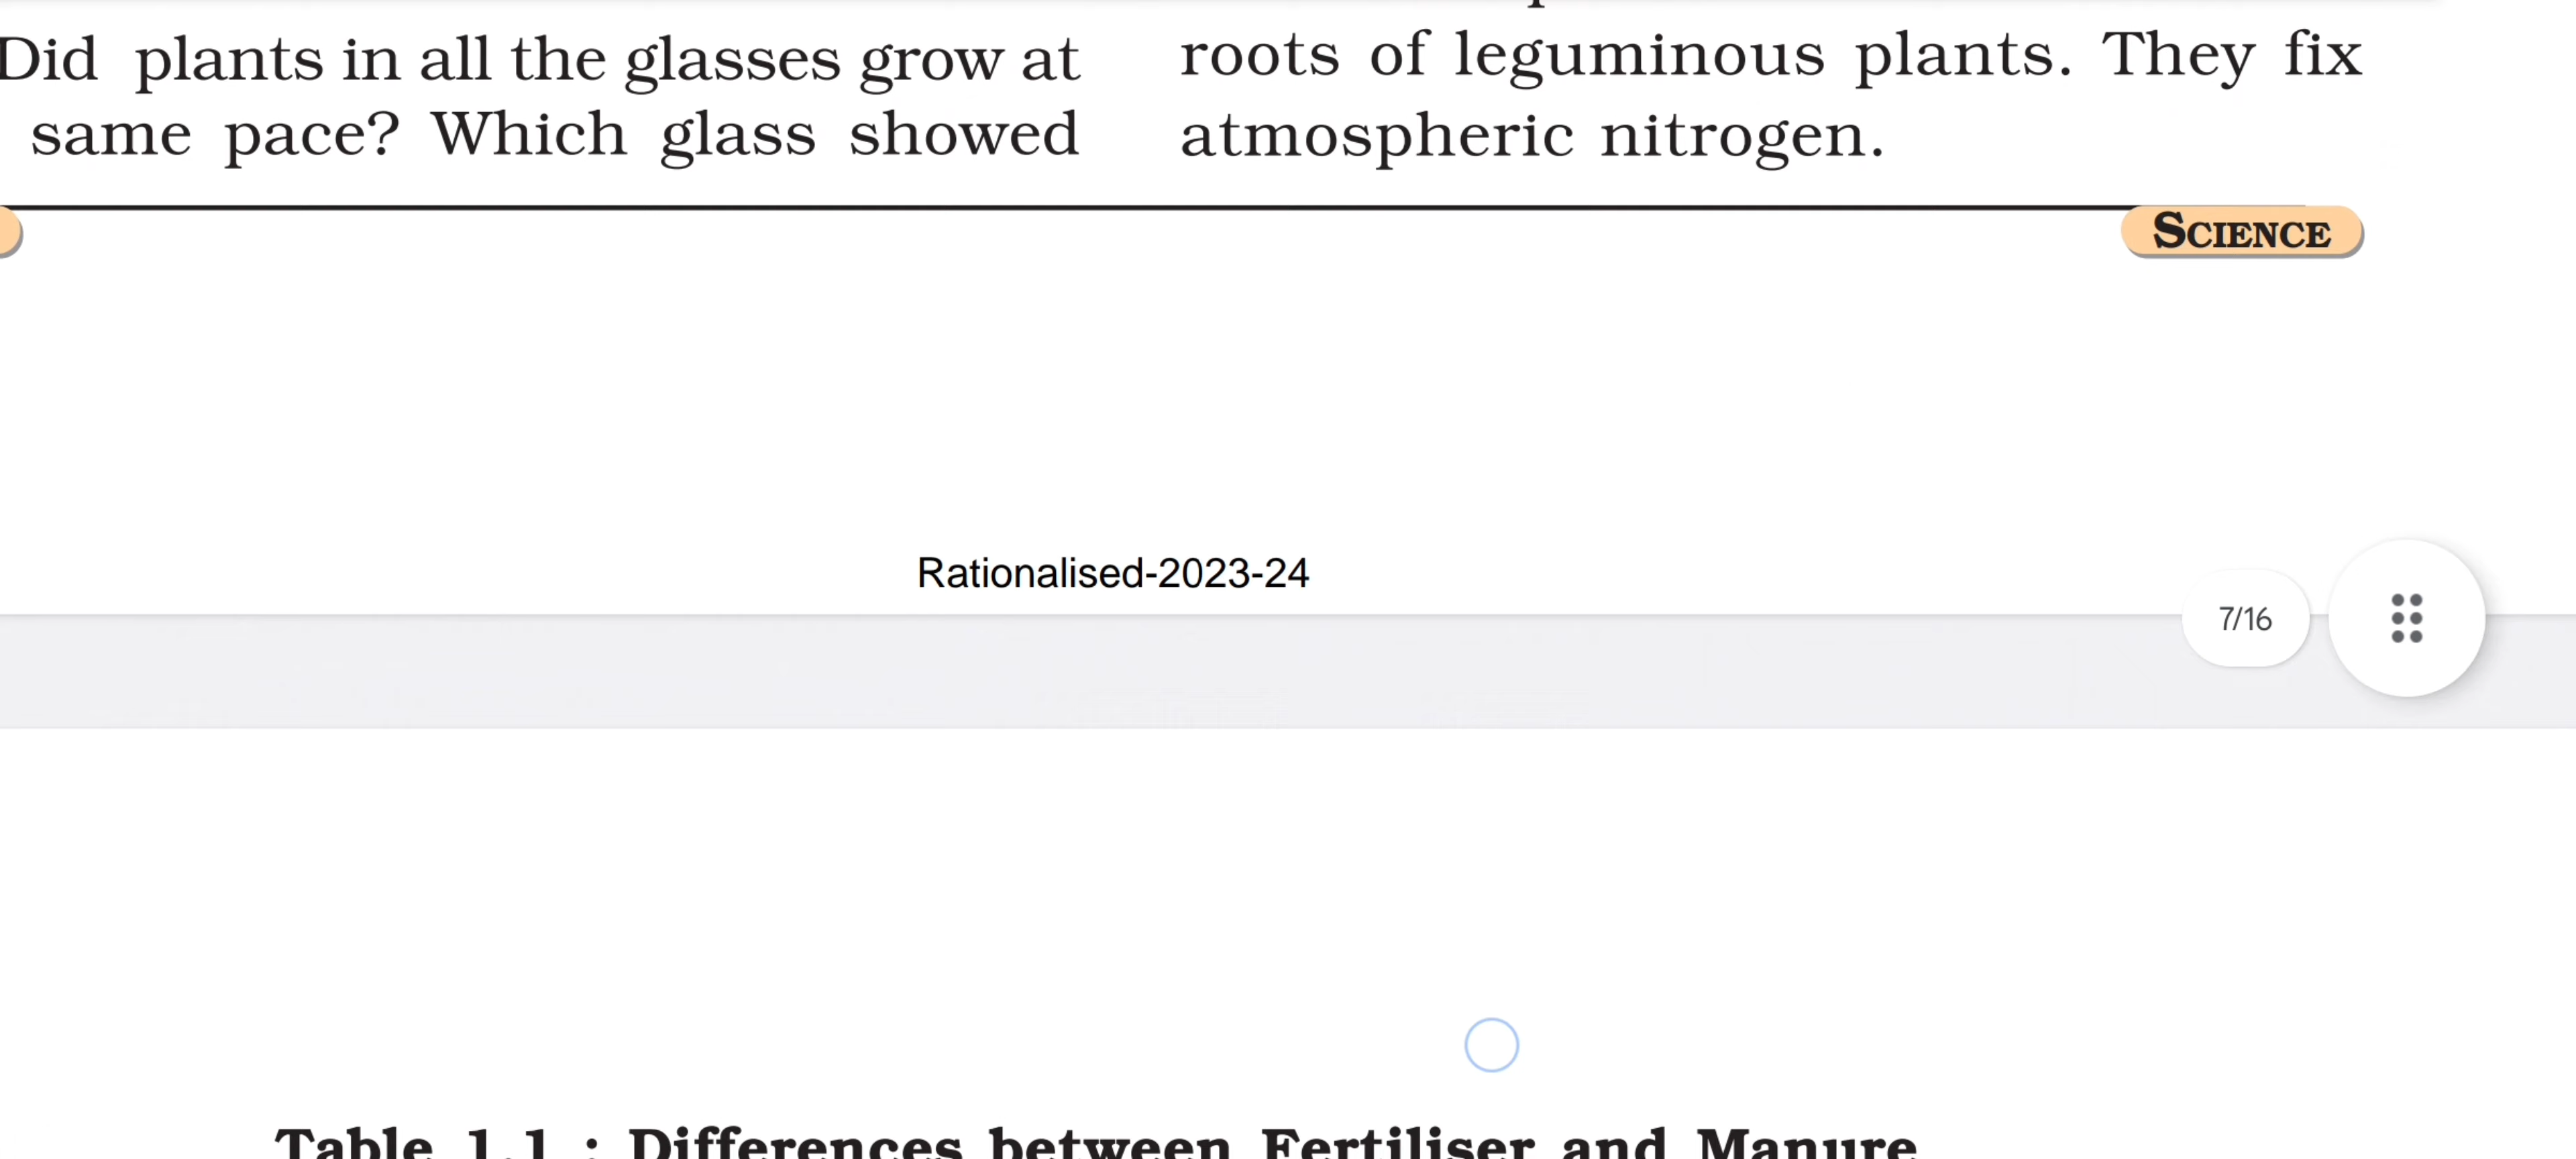 Did plants in all the glasses grow at
same pace? Which glass showed
roots of leguminous plants. They fix
atmospheric nitrogen.
SCIENCE
Rationalised-2023-24
7/16
Table 1.1 : Differences between Fertiliser and Manure